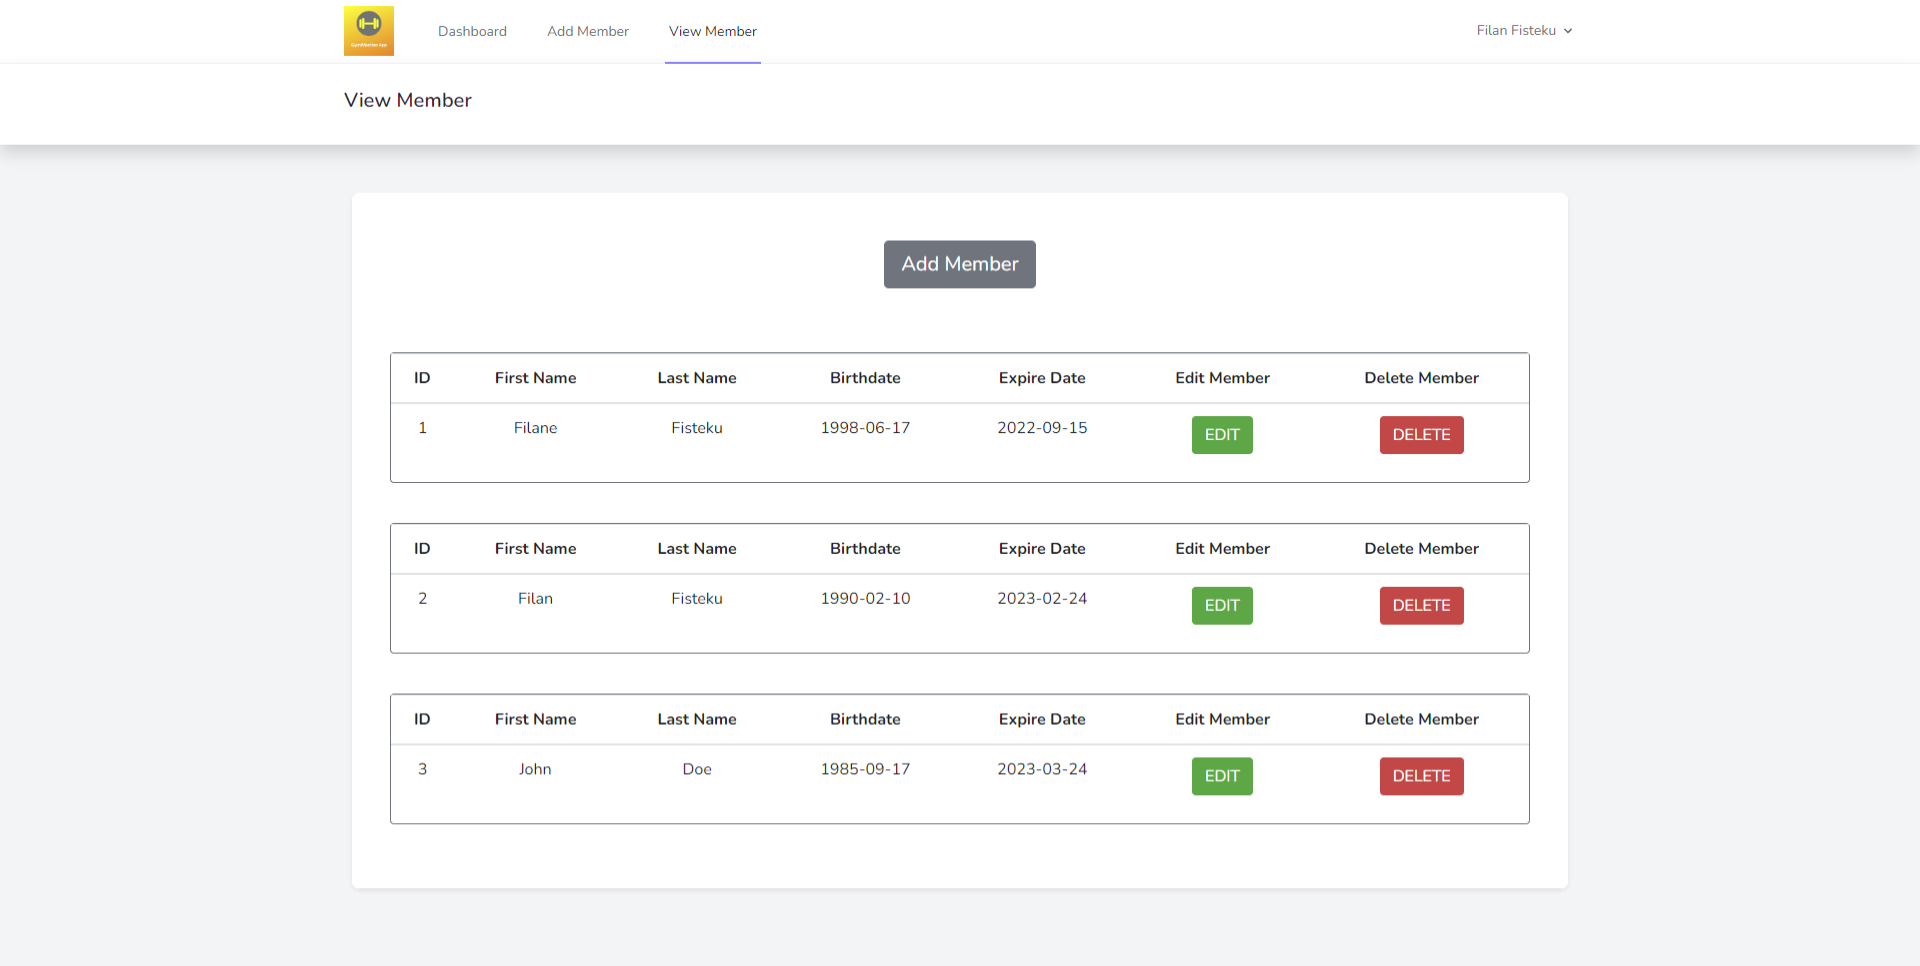 GymMember App
Dashboard Add Member View Member Filan Fisteku
View Member
Add Member
ID First Name Last Name Birthdate Expire Date Edit Member Delete Member
1 Filane Fisteku 1998-06-17 2022-09-15 EDIT DELETE
ID First Name Last Name Birthdate Expire Date Edit Member Delete Member
2 Filan Fisteku 1990-02-10 2023-02-24 EDIT DELETE
ID First Name Last Name Birthdate Expire Date Edit Member Delete Member
3 John Doe 1985-09-17 2023-03-24 EDIT DELETE